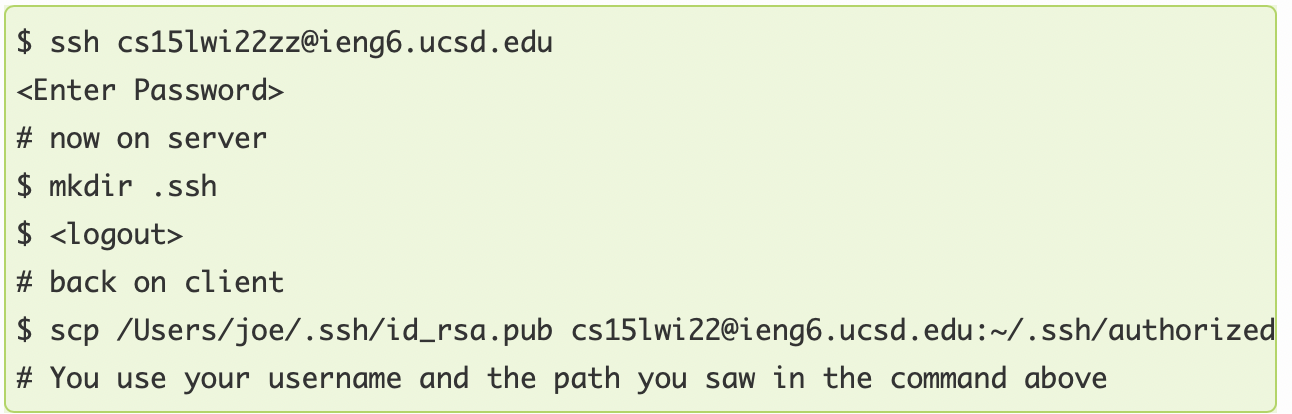 $ ssh cs15lwi22zz@ieng6.ucsd.edu
<Enter Password>
# now on server
$ mkdir .ssh
$ <logout>
# back on client
$ scp /Users/joe/.ssh/id_rsa.pub cs15lwi22@ieng6.ucsd.edu:~/.ssh/authorized
# You use your username and the path you saw in the command above